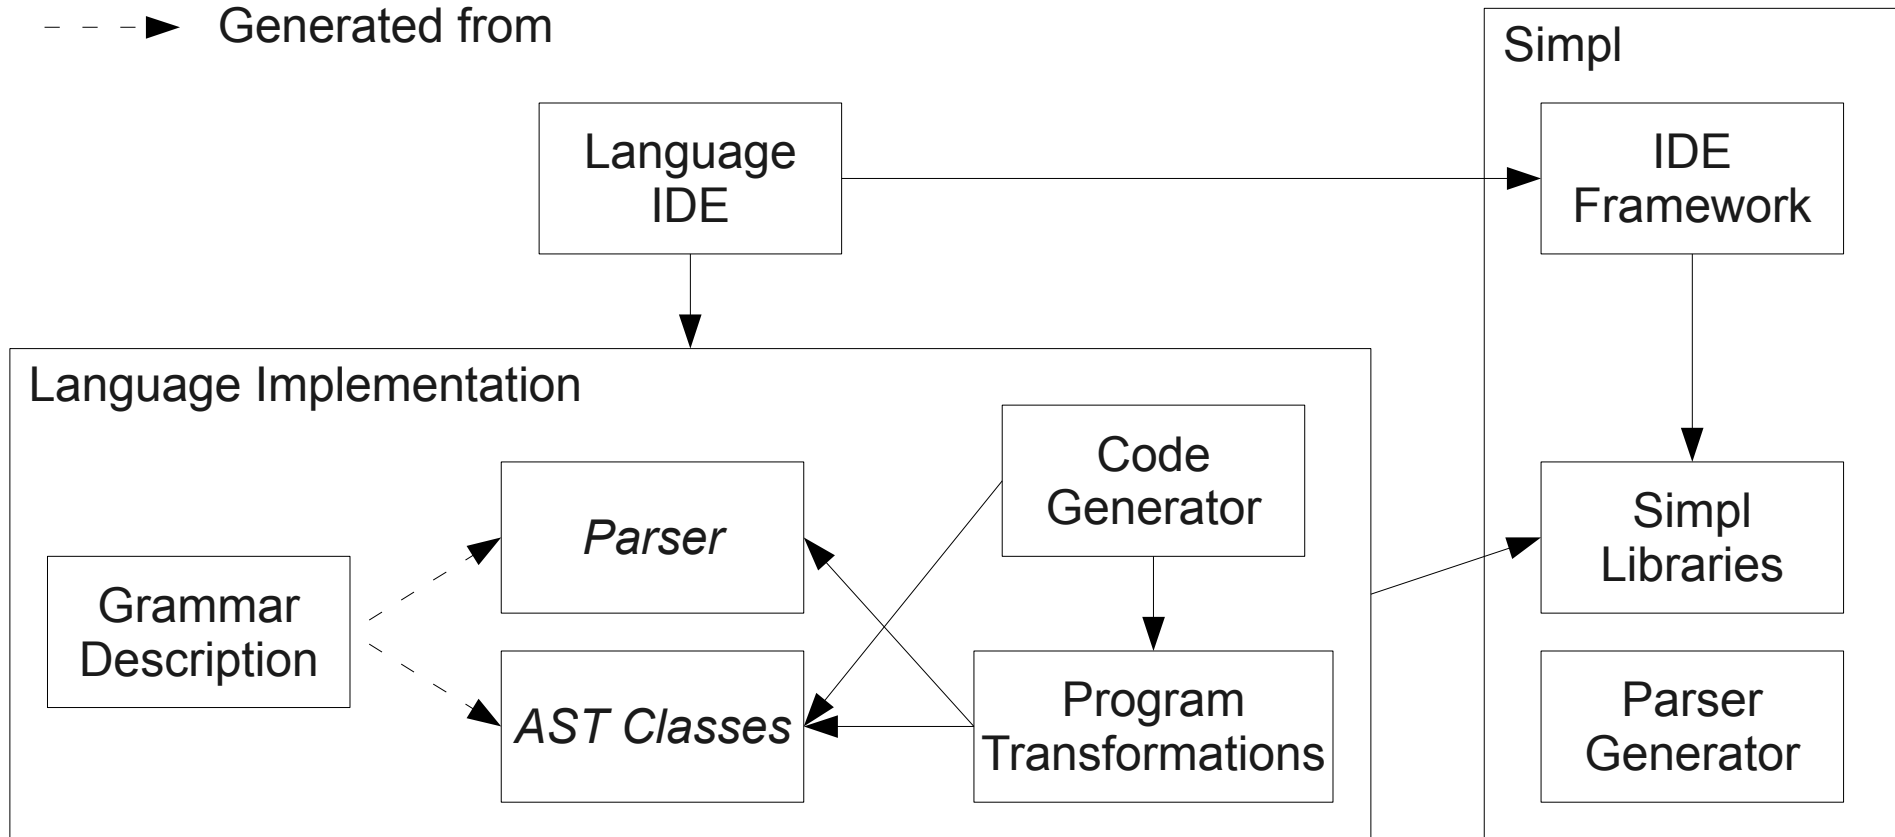 Generated from
Simpl
Language
IDE
IDE
Framework
Language Implementation
Code
Generator
Parser
Simpl
Libraries
Grammar
Description
AST Classes
Program
Transformations
Parser
Generator